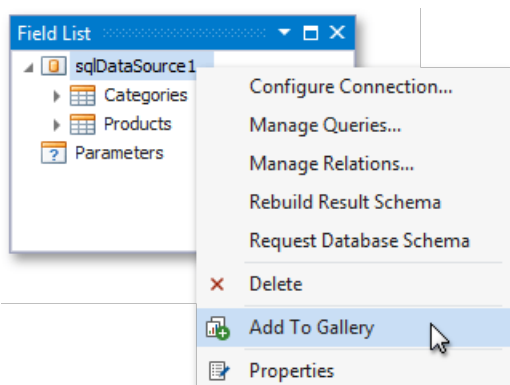 Field List
sqlDataSource1
Categories
Products
Parameters
Configure Connection...
Manage Queries...
Manage Relations...
Rebuild Result Schema
Request Database Schema
Delete
Add To Gallery
Properties